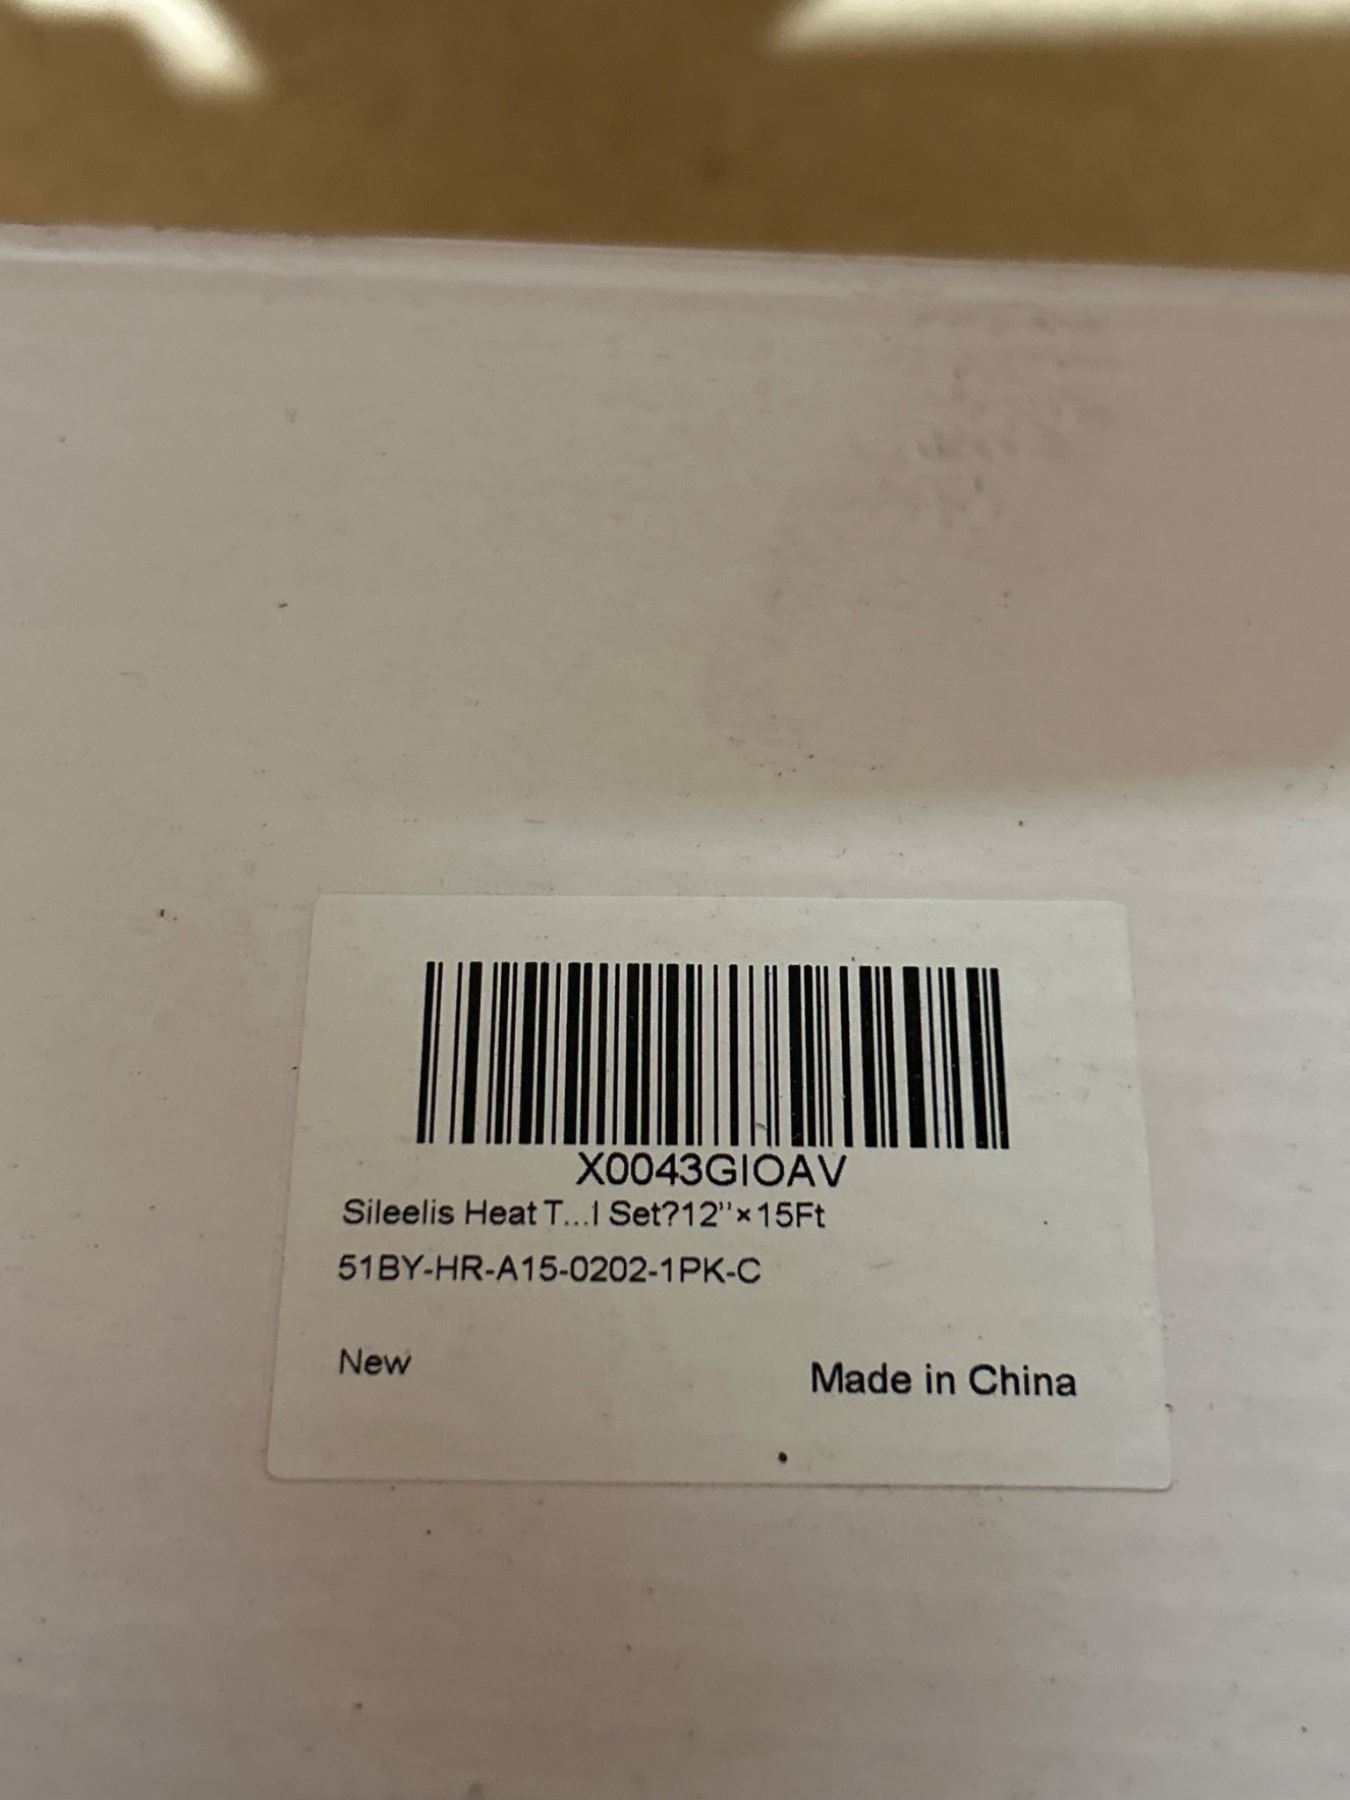 X0043GIOAV
Sileelis Heat T...l Set?12"×15Ft
51BY-HR-A15-0202-1PK-C
New
Made in China